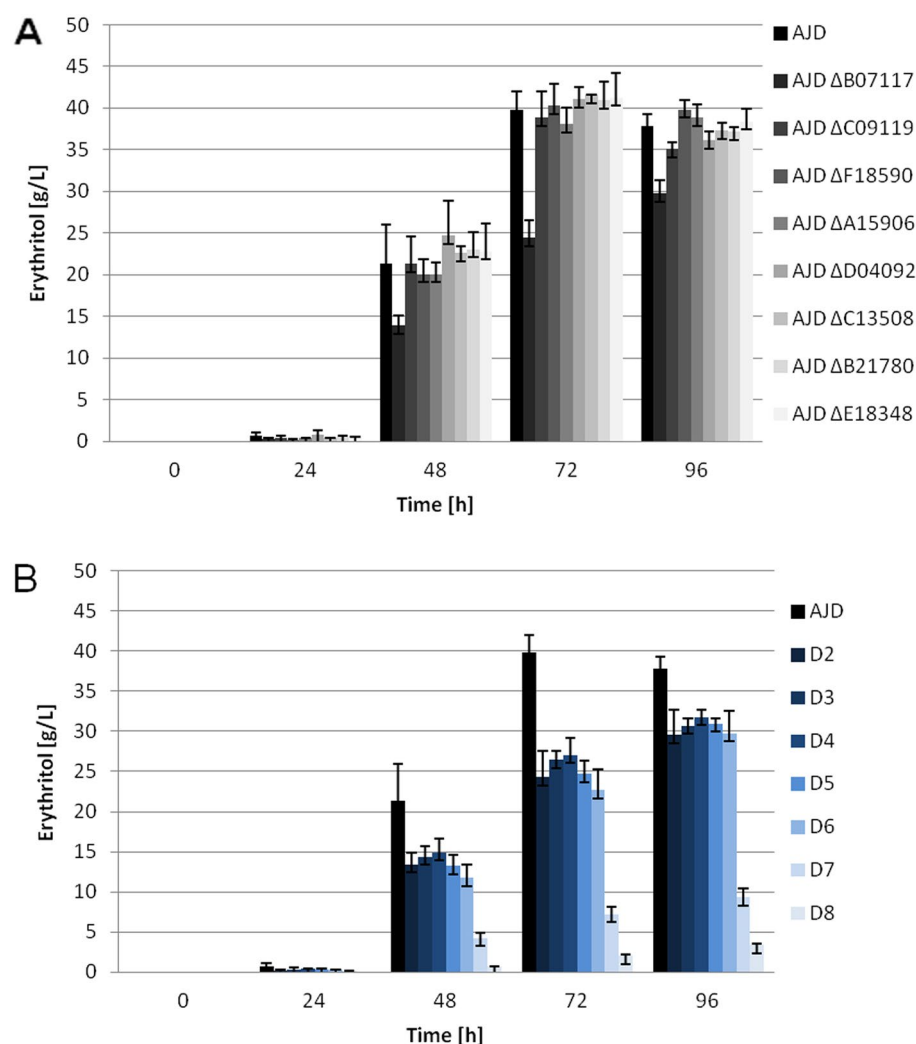 A
50
45
40
35
30
25
20
15
10
5
0
Erythritol [g/L]
0 24 48 72 96
Time [h]
AJD
AJD ΔB07117
AJD ΔC09119
AJD ΔF18590
AJD ΔA15906
AJD ΔD04092
AJD ΔC13508
AJD ΔB21780
AJD ΔE18348
B
50
45
40
35
30
25
20
15
10
5
0
Erythritol [g/L]
0 24 48 72 96
Time [h]
AJD
D2
D3
D4
D5
D6
D7
D8